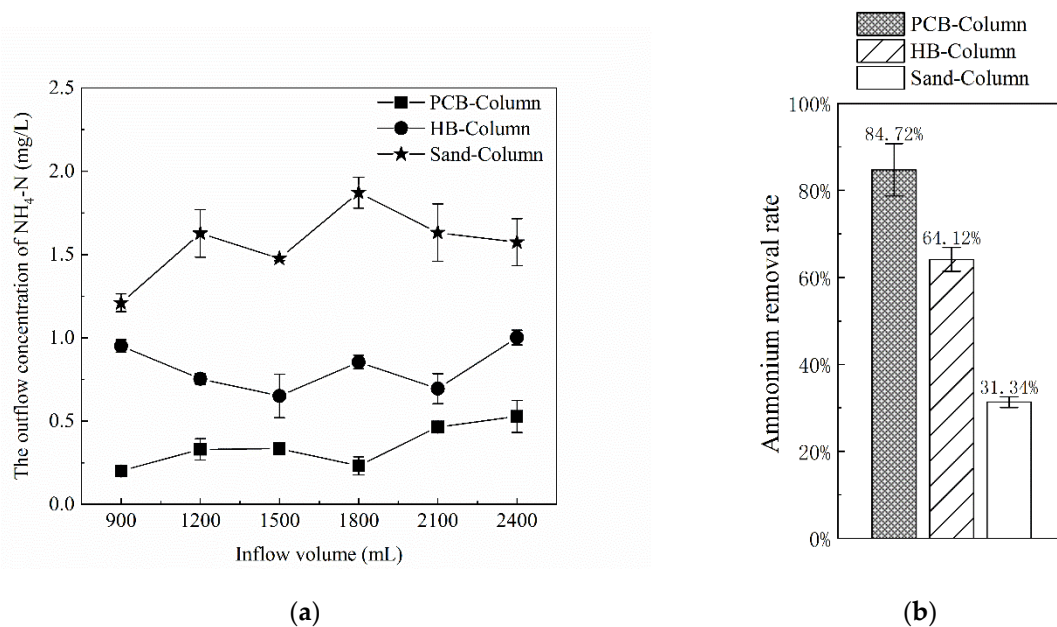 The outflow concentration of NH4-N (mg/L)
2.5
2.0
1.5
1.0
0.5
0.0
PCB-Column
HB-Column
Sand-Column
900 1200 1500 1800 2100 2400
Inflow volume (mL)
(a)
PCB-Column
HB-Column
Sand-Column
Ammonium removal rate
100%
80%
60%
40%
20%
0%
84.72%
64.12%
31.34%
(b)